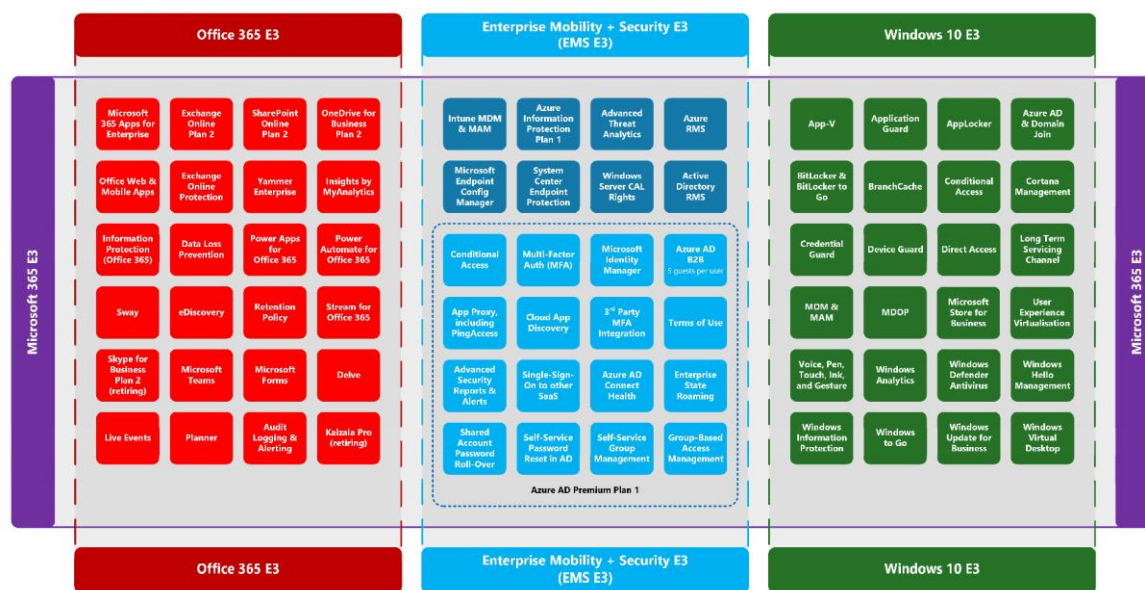 Office 365 E3
Enterprise Mobility + Security E3
(EMS E3)
Windows 10 E3
Microsoft 365 E3
Microsoft
365 Apps for
Enterprise
Exchange
Online
Plan 2
SharePoint
Online
Plan 2
OneDrive for
Business
Plan 2
Office Web &
Mobile Apps
Exchange
Online
Protection
Yammer
Enterprise
Insights by
MyAnalytics
Information
Protection
(Office 365)
Data Loss
Prevention
Power Apps
for
Office 365
Power
Automate for
Office 365
Sway
eDiscovery
Retention
Policy
Stream for
Office 365
Skype for
Business
Plan 2
(retiring)
Microsoft
Teams
Microsoft
Forms
Delve
Live Events
Planner
Audit
Logging &
Alerting
Kaizala Pro
(retiring)
Intune MDM
& MAM
Azure
Information
Protection
Plan 1
Advanced
Threat
Analytics
Azure
RMS
Microsoft
Endpoint
Config
Manager
System
Center
Endpoint
Protection
Windows
Server CAL
Rights
Active
Directory
RMS
Conditional
Access
Multi-Factor
Auth (MFA)
Microsoft
Identity
Manager
Azure AD
B2B
5 guests per user
App Proxy,
including
PingAccess
Cloud App
Discovery
3rd Party
MFA
Integration
Terms of Use
Advanced
Security
Reports &
Alerts
Single-Sign-
On to other
SaaS
Azure AD
Connect
Health
Enterprise
State
Roaming
Shared
Account
Password
Roll-Over
Self-Service
Password
Reset in AD
Self-Service
Group
Management
Group-Based
Access
Management
Azure AD Premium Plan 1
App-V
Application
Guard
AppLocker
Azure AD
& Domain
Join
BitLocker &
BitLocker to
Go
BranchCache
Conditional
Access
Cortana
Management
Credential
Guard
Device Guard
Direct Access
Long Term
Servicing
Channel
MDM &
MAM
MDOP
Microsoft
Store for
Business
User
Experience
Virtualisation
Voice, Pen,
Touch, Ink,
and Gesture
Windows
Analytics
Windows
Defender
Antivirus
Windows
Hello
Management
Windows
Information
Protection
Windows
to Go
Windows
Update for
Business
Windows
Virtual
Desktop
Microsoft 365 E3
Office 365 E3
Enterprise Mobility + Security E3
(EMS E3)
Windows 10 E3